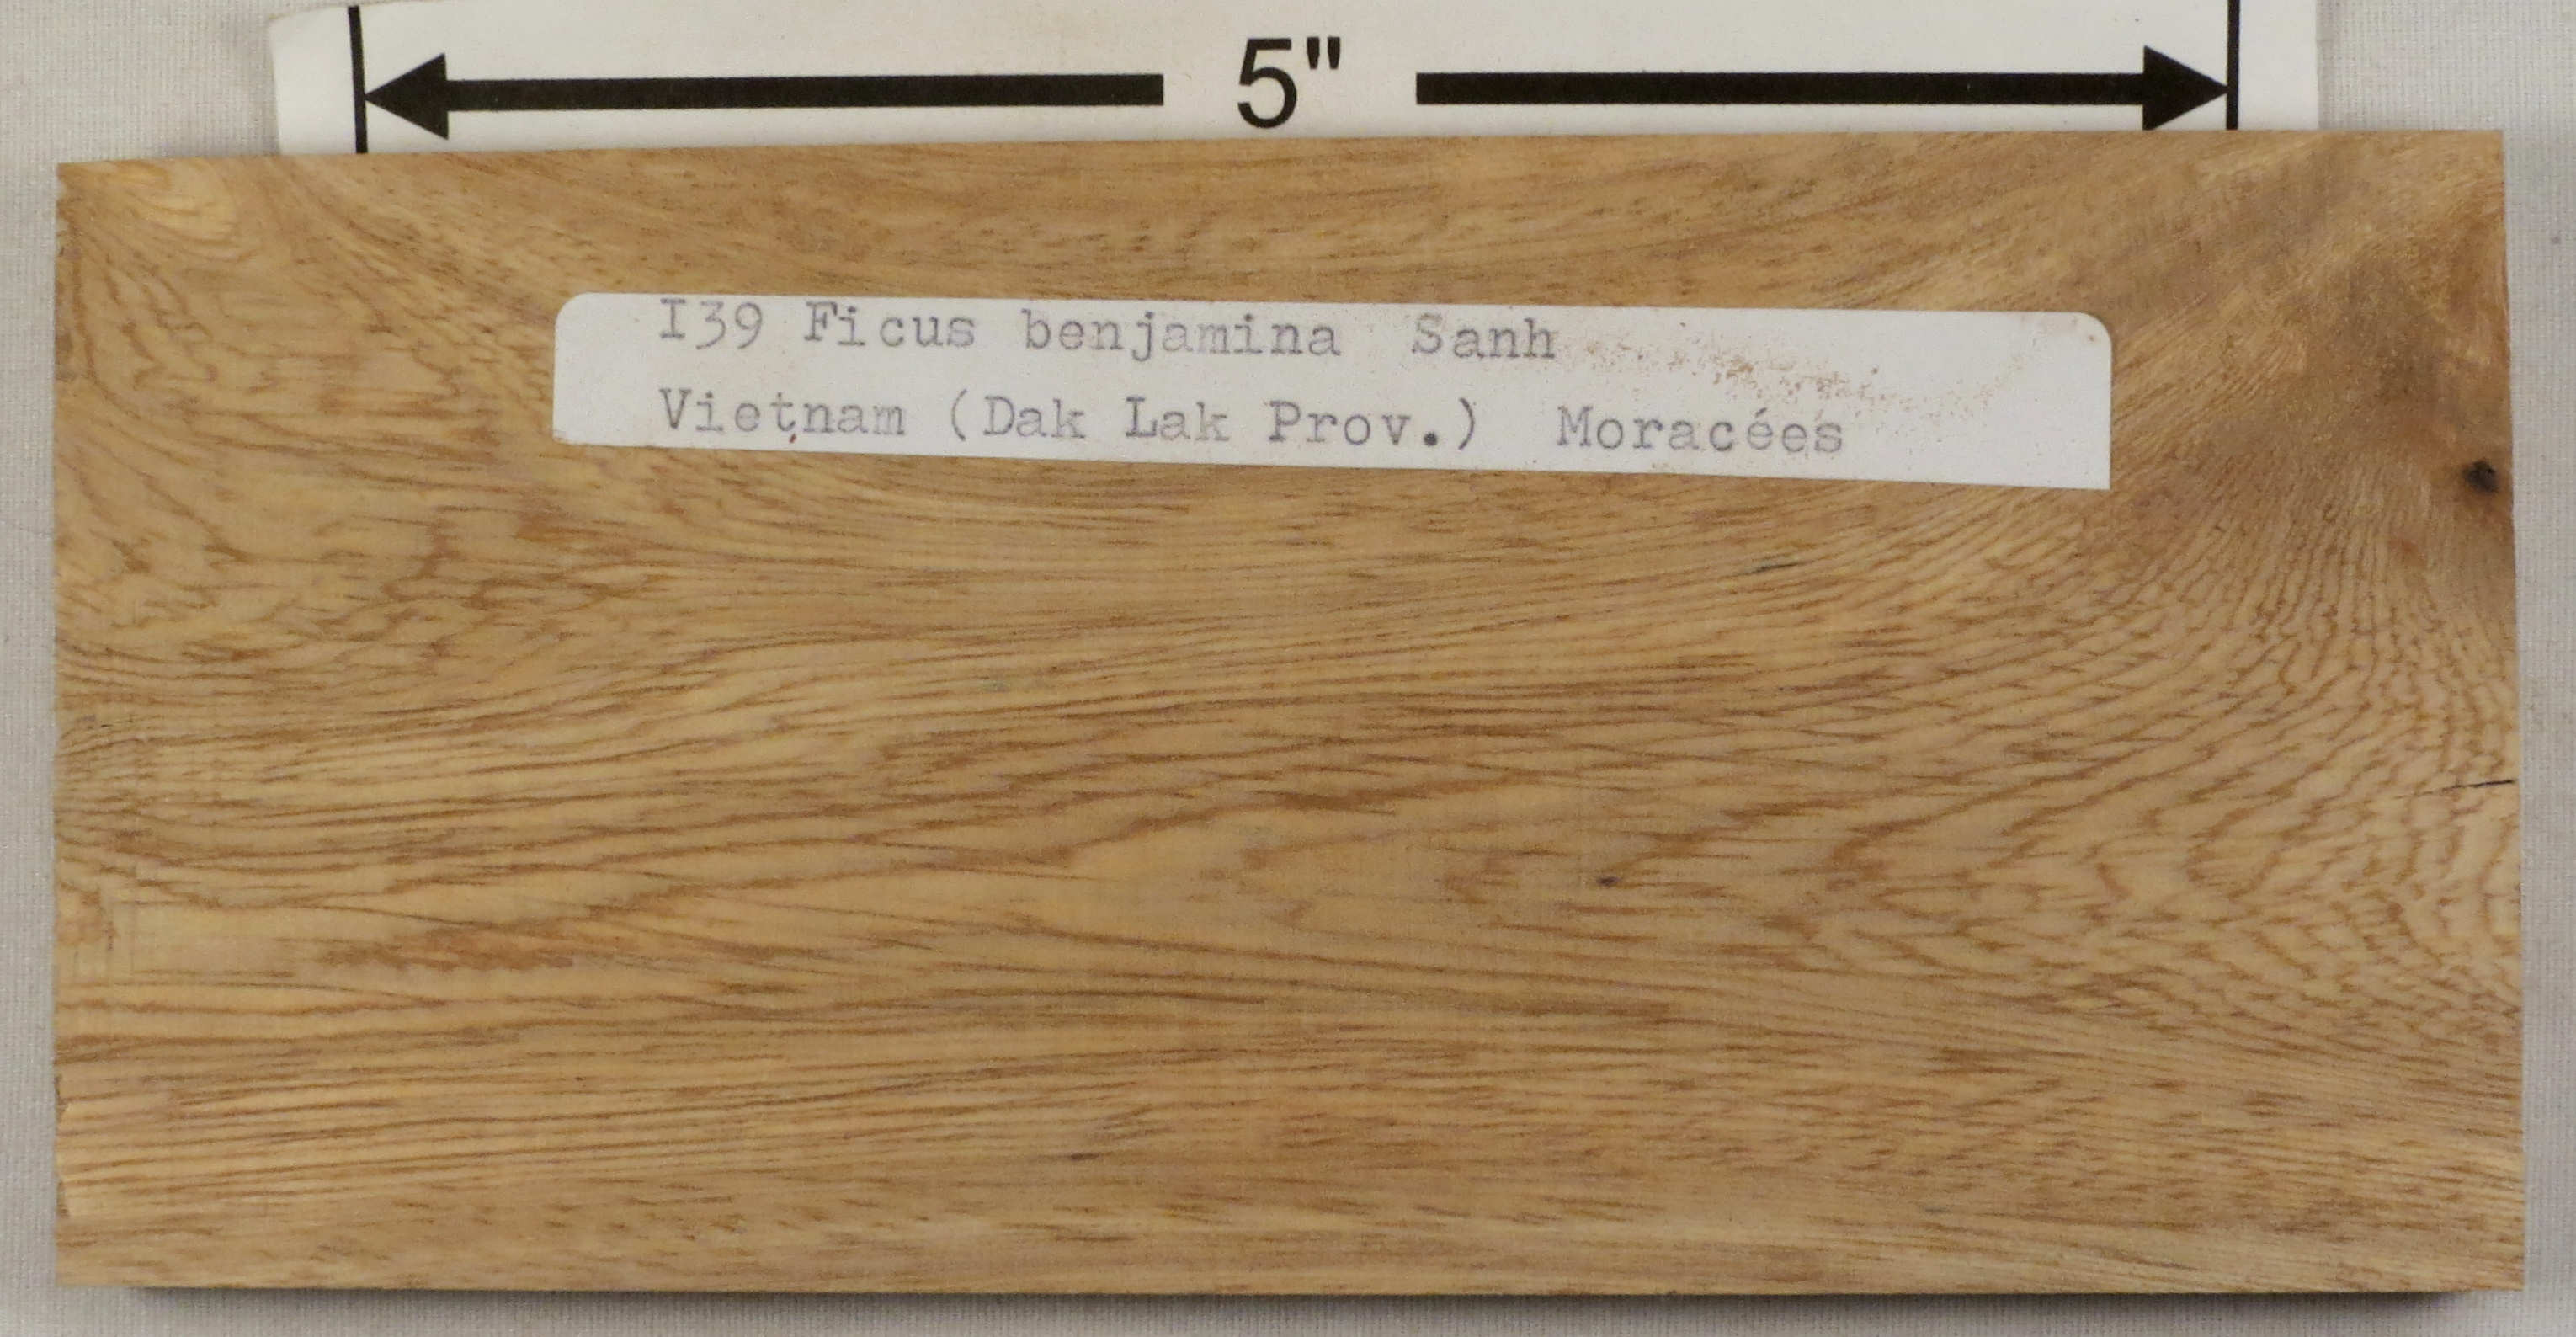 5"
I39 Ficus benjamina Sanh
Vietnam (Dak Lak Prov.) Moracées